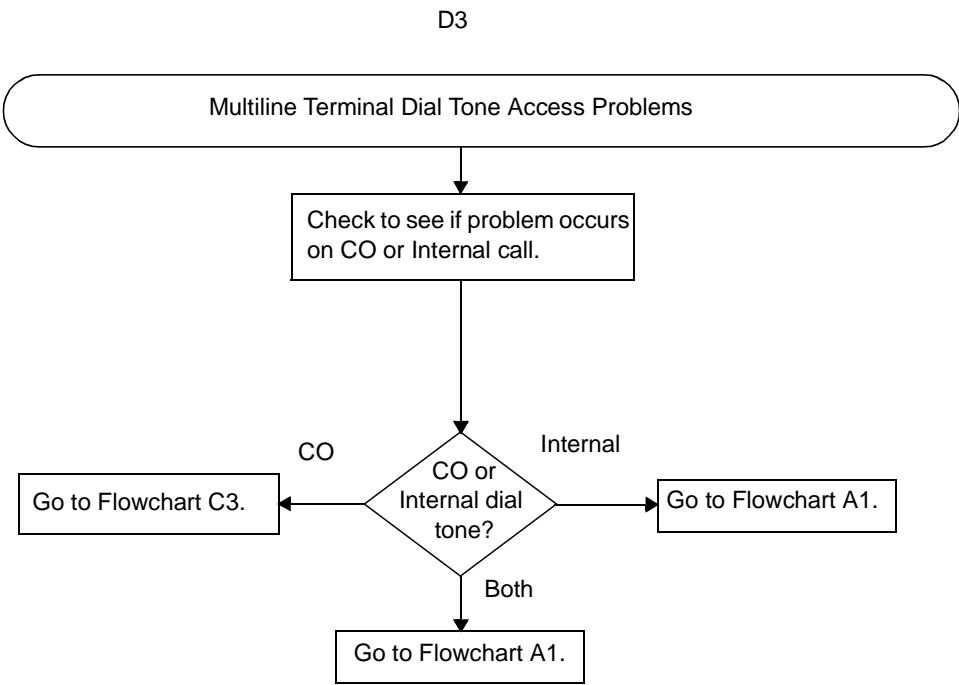 D3
Multiline Terminal Dial Tone Access Problems
Check to see if problem occurs
on CO or Internal call.
CO
Internal
CO or
Internal dial
tone?
Go to Flowchart C3.
Go to Flowchart A1.
Both
Go to Flowchart A1.